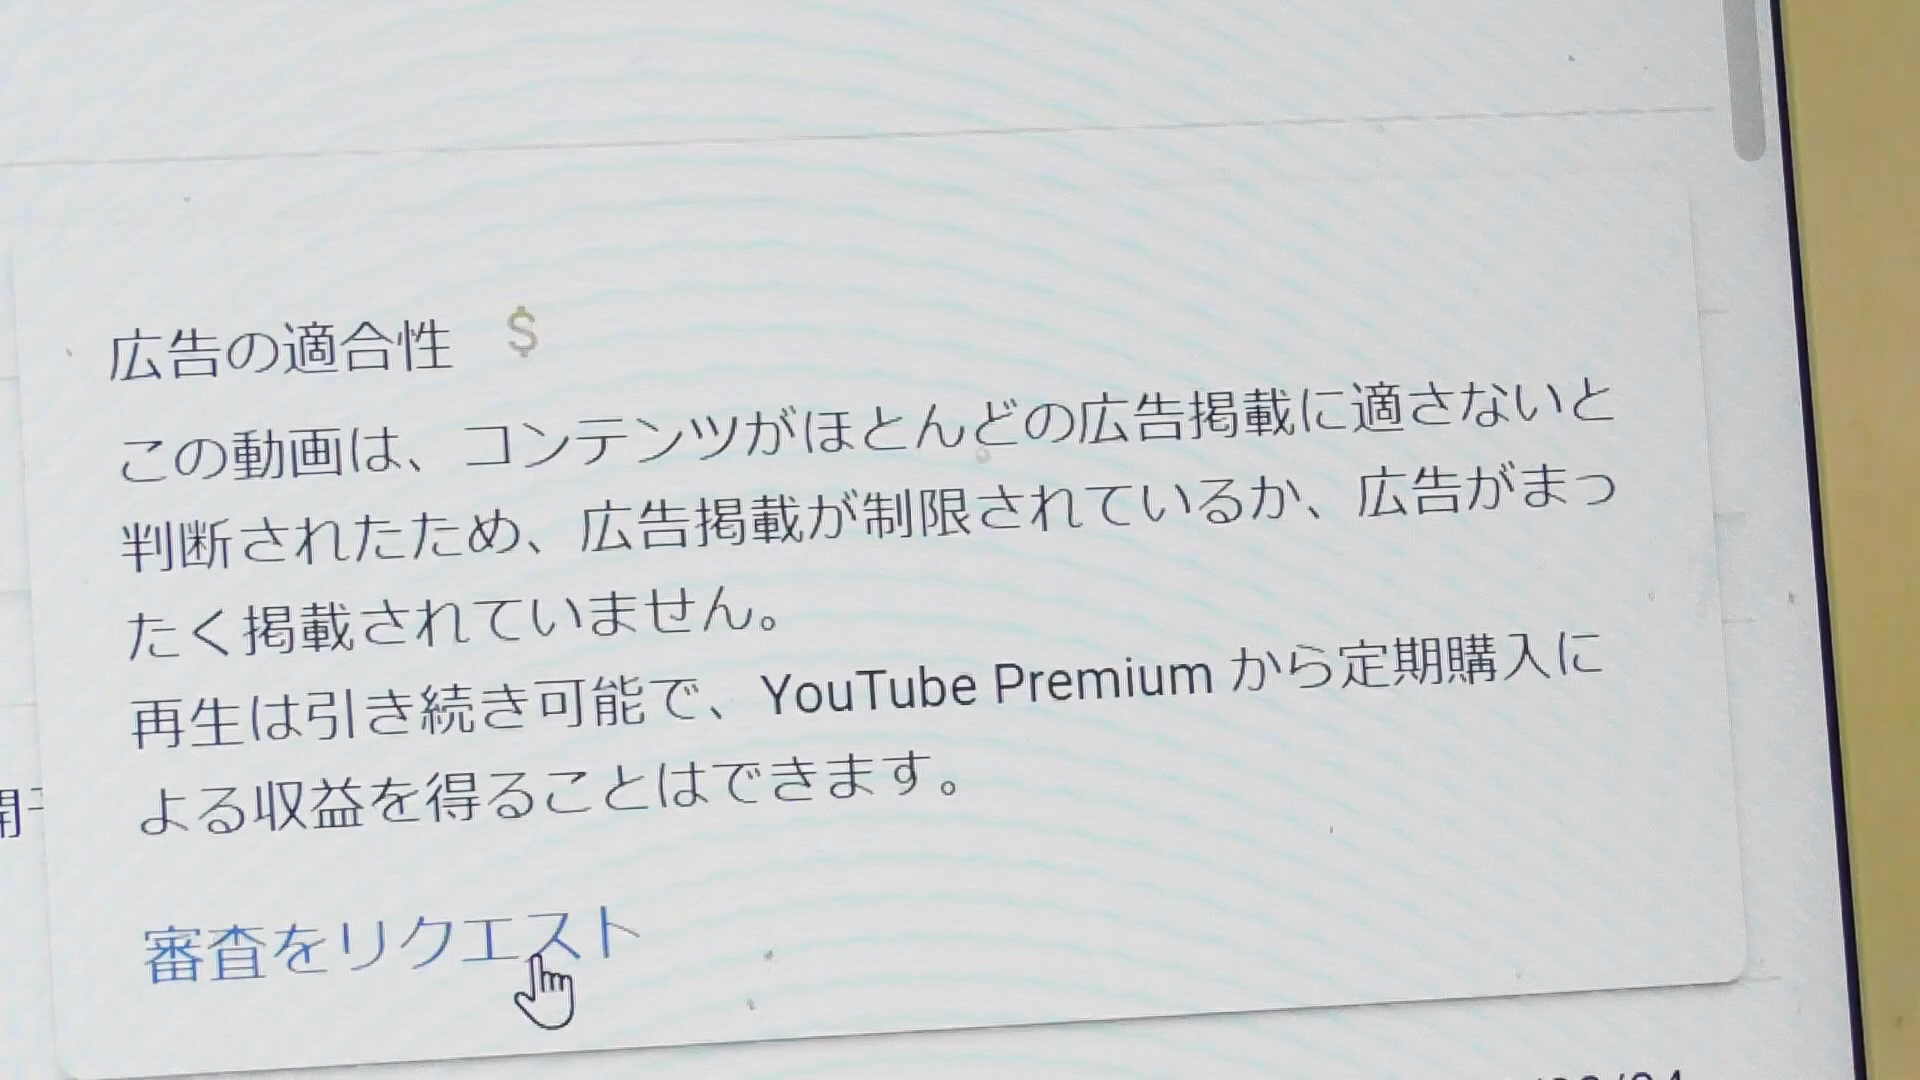 広告の適合性 $
この動画は、コンテンツがほとんどの広告掲載に適さないと
判断されたため、広告掲載が制限されているか、広告がまっ
たく掲載されていません。
再生は引き続き可能で、YouTube Premium から定期購入に
よる収益を得ることはできます。
審査をリクエスト